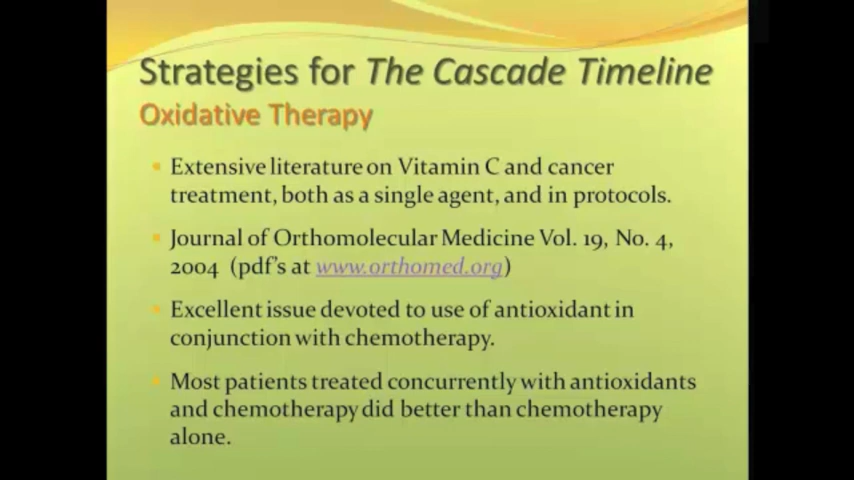 Strategies for The Cascade Timeline
Oxidative Therapy
Extensive literature on Vitamin C and cancer
treatment, both as a single agent, and in protocols.
Journal of Orthomolecular Medicine Vol. 19, No. 4,
2004 (pdf's at www.orthomed.org)
Excellent issue devoted to use of antioxidant in
conjunction with chemotherapy.
Most patients treated concurrently with antioxidants
and chemotherapy did better than chemotherapy
alone.